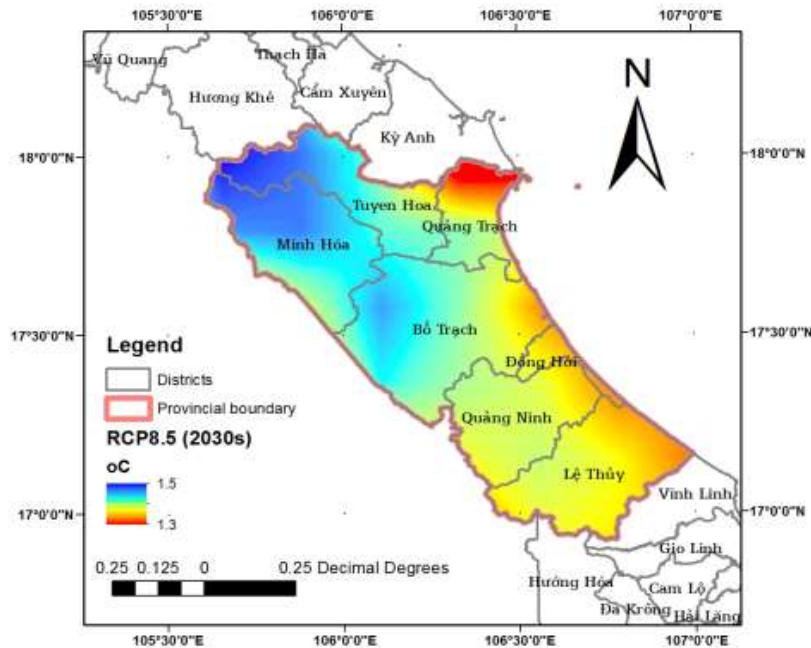 105°30'0"E 106°0'0"E 106°30'0"E 107°0'0"E
Vũ Quang
Thạch Hà
Hương Khê
Cẩm Xuyên
Kỳ Anh
N
18°0'0"N
18°0'0"N
Tuyen Hoa
Quảng Trạch
Minh Hóa
17°30'0"N
17°30'0"N
Bố Trạch
Đồng Hới
Quảng Ninh
Lệ Thủy
17°0'0"N
17°0'0"N
Vĩnh Linh
Gio Linh
Hướng Hóa
Cam Lộ
Đa Krông
Hải Lăng
Legend
Districts
Provincial boundary
RCP8.5 (2030s)
oC
1.5
1.3
0.25 0.125 0 0.25 Decimal Degrees
105°30'0"E 106°0'0"E 106°30'0"E 107°0'0"E